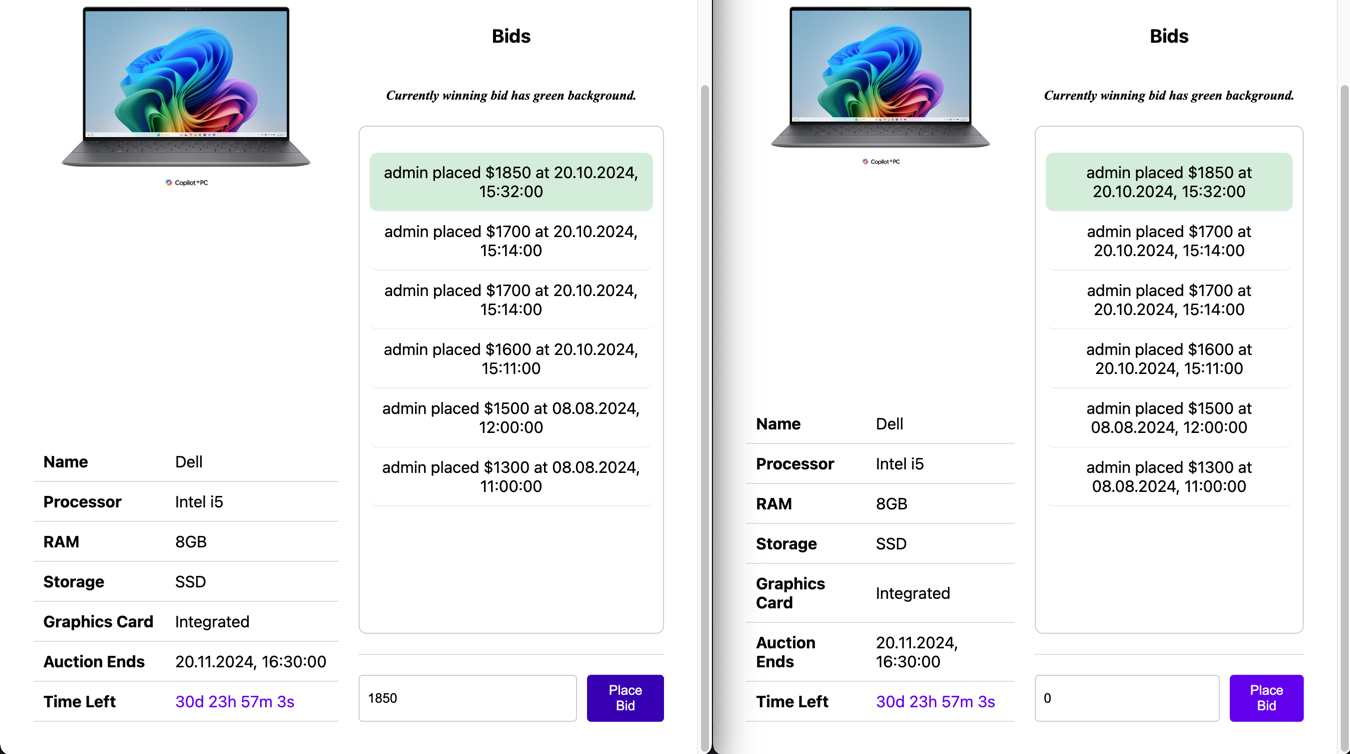 Copilot+PC
Name Dell
Processor Intel i5
RAM 8GB
Storage SSD
Graphics Card Integrated
Auction Ends 20.11.2024, 16:30:00
Time Left 30d 23h 57m 3s
Bids
Currently winning bid has green background.
admin placed $1850 at 20.10.2024,
15:32:00
admin placed $1700 at 20.10.2024,
15:14:00
admin placed $1700 at 20.10.2024,
15:14:00
admin placed $1600 at 20.10.2024,
15:11:00
admin placed $1500 at 08.08.2024,
12:00:00
admin placed $1300 at 08.08.2024,
11:00:00
1850
Place
Bid
Copilot+PC
Name Dell
Processor Intel i5
RAM 8GB
Storage SSD
Graphics
Card
Integrated
Auction
Ends
20.11.2024,
16:30:00
Time Left 30d 23h 57m 3s
Bids
Currently winning bid has green background.
admin placed $1850 at
20.10.2024, 15:32:00
admin placed $1700 at
20.10.2024, 15:14:00
admin placed $1700 at
20.10.2024, 15:14:00
admin placed $1600 at
20.10.2024, 15:11:00
admin placed $1500 at
08.08.2024, 12:00:00
admin placed $1300 at
08.08.2024, 11:00:00
0
Place
Bid